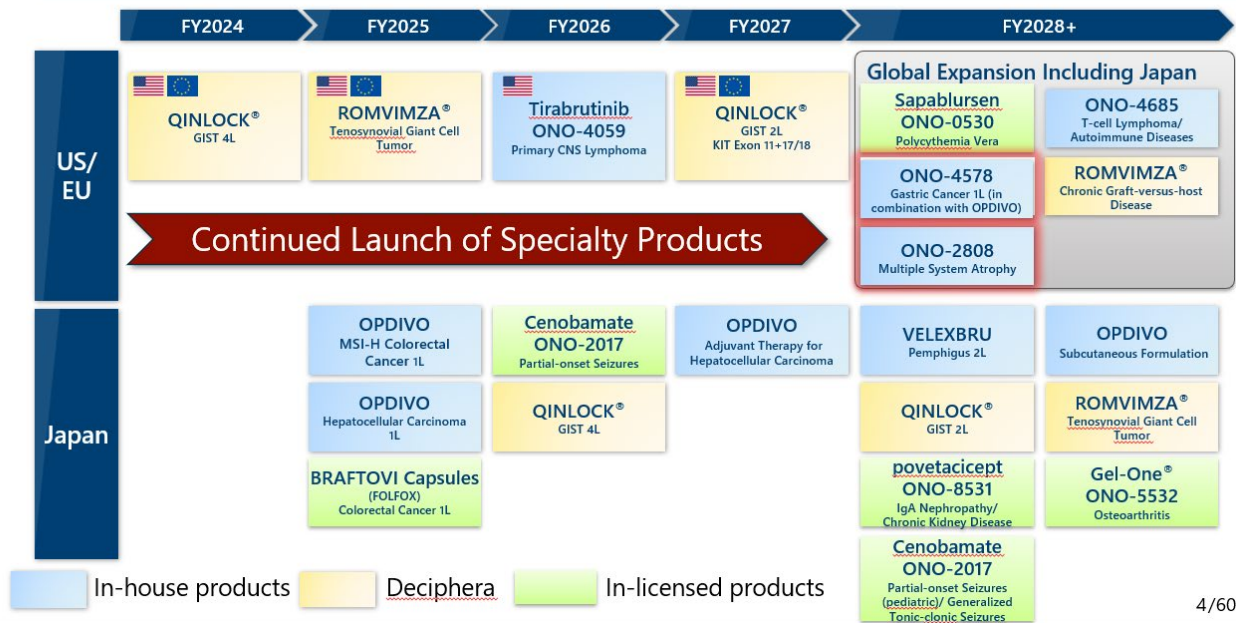 FY2024
FY2025
FY2026
FY2027
FY2028+
US/
EU
QINLOCK®
GIST 4L
ROMVIMZA®
Tenosynovial Giant Cell
Tumor
Tirabrutinib
ONO-4059
Primary CNS Lymphoma
QINLOCK®
GIST 2L
KIT Exon 11+17/18
Global Expansion Including Japan
Sapablursen
ONO-0530
Polycythemia Vera
ONO-4685
T-cell Lymphoma/
Autoimmune Diseases
ONO-4578
Gastric Cancer 1L (in
combination with OPDIVO)
ROMVIMZA®
Chronic Graft-versus-host
Disease
ONO-2808
Multiple System Atrophy
Continued Launch of Specialty Products
Japan
OPDIVO
MSI-H Colorectal
Cancer 1L
Cenobamate
ONO-2017
Partial-onset Seizures
OPDIVO
Adjuvant Therapy for
Hepatocellular Carcinoma
VELEXBRU
Pemphigus 2L
OPDIVO
Subcutaneous Formulation
OPDIVO
Hepatocellular Carcinoma
1L
QINLOCK®
GIST 4L
QINLOCK®
GIST 2L
ROMVIMZA®
Tenosynovial Giant Cell
Tumor
BRAFTOVI Capsules
(FOLFOX)
Colorectal Cancer 1L
povetacicept
ONO-8531
IgA Nephropathy/
Chronic Kidney Disease
Gel-One®
ONO-5532
Osteoarthritis
Cenobamate
ONO-2017
Partial-onset Seizures
(pediatric)/ Generalized
Tonic-clonic Seizures
In-house products
Deciphera
In-licensed products
4/60